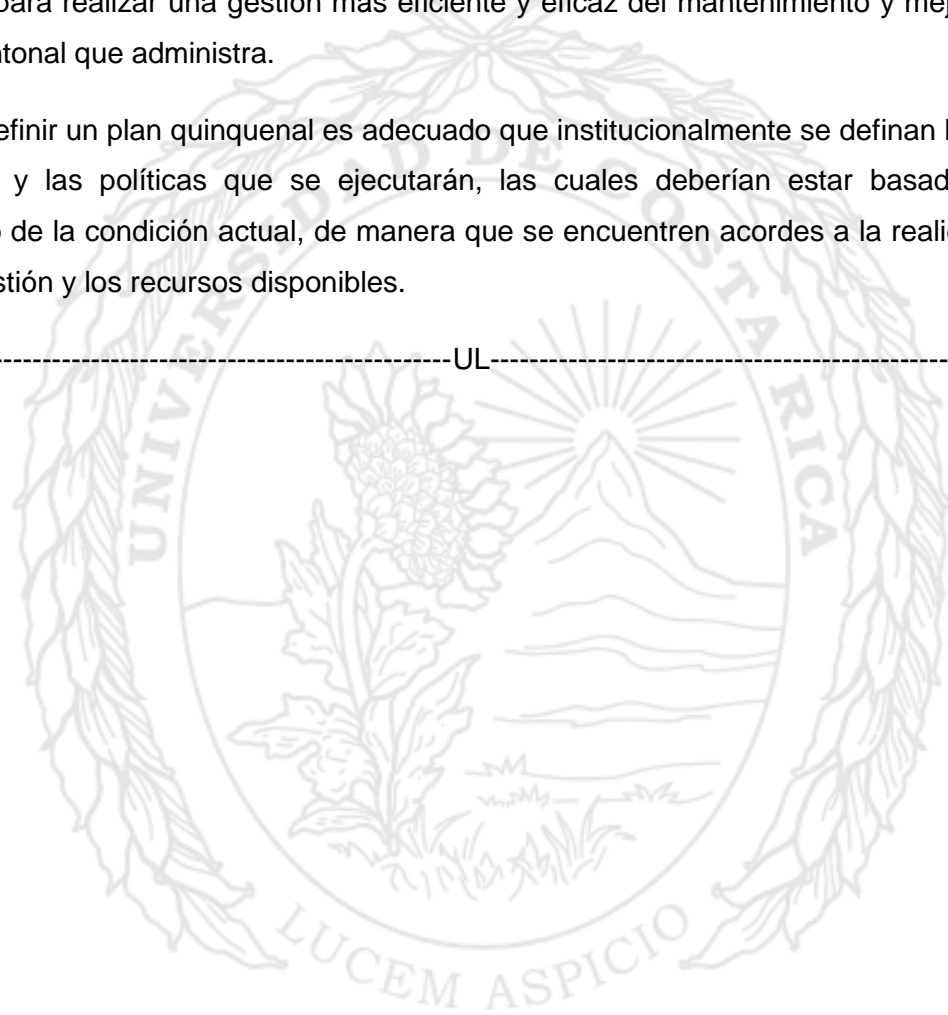 para realizar una gestión más eficiente y eficaz del mantenimiento y mej
ntonal que administra.
efinir un plan quinquenal es adecuado que institucionalmente se definan l
y las políticas que se ejecutarán, las cuales deberían estar basad
o de la condición actual, de manera que se encuentren acordes a la reali
stión y los recursos disponibles.
-----------------------------------------------UL-----------------------------------------------
UNIVERSIDAD DE COSTA RICA
LUCEM ASPICIO